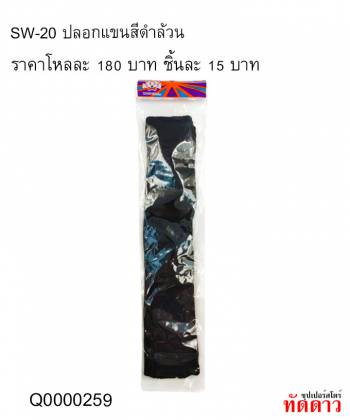 SW-20 ปลอกแขนสีดำล้วน
ราคาโหลละ 180 บาท ชิ้นละ 15 บาท
Q0000259
ซุปเปอร์สโตร์
ทัดดาว